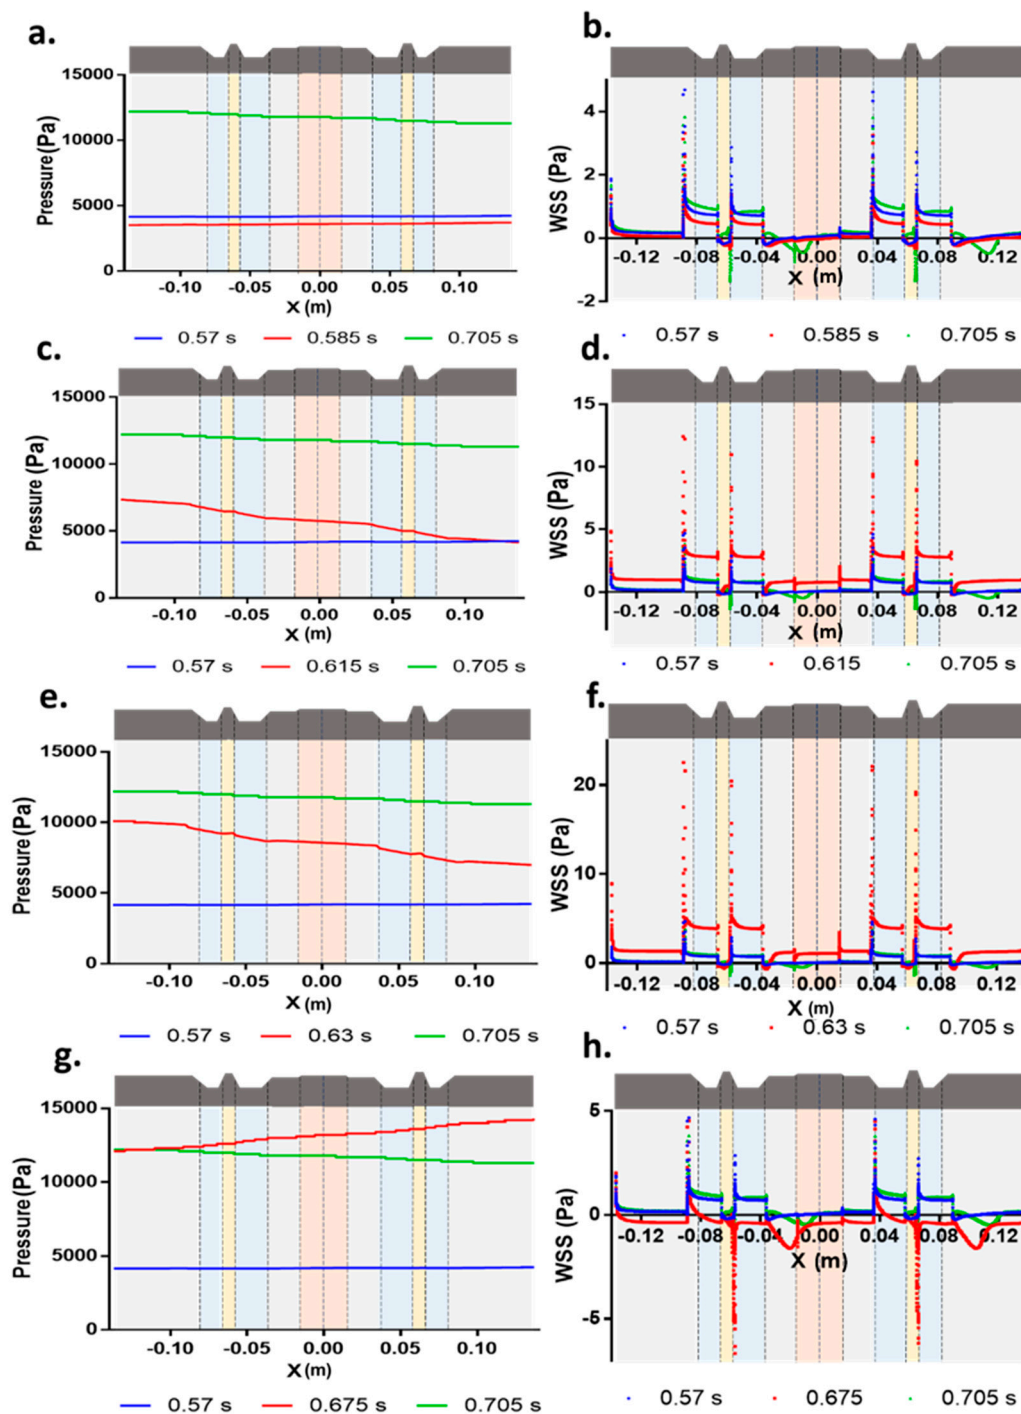 a.
15000
10000
5000
0
Pressure(Pa)
-0.10 -0.05 0.00 0.05 0.10
X (m)
0.57 s 0.585 s 0.705 s
b.
4
2
0
-2
WSS (Pa)
-0.12 -0.08 -0.04 0.00 0.04 0.08 0.12
X (m)
0.57 s 0.585 s 0.705 s
c.
15000
10000
5000
0
Pressure (Pa)
-0.10 -0.05 0.00 0.05 0.10
X (m)
0.57 s 0.615 s 0.705 s
d.
15
10
5
0
WSS (Pa)
-0.12 -0.08 -0.04 0.00 0.04 0.08 0.12
X (m)
0.57 s 0.615 0.705 s
e.
15000
10000
5000
0
Pressure(Pa)
-0.10 -0.05 0.00 0.05 0.10
X (m)
0.57 s 0.63 s 0.705 s
f.
20
10
5
0
WSS (Pa)
-0.12 -0.08 -0.04 0.00 0.04 0.08 0.12
X (m)
0.57 s 0.63 s 0.705 s
g.
15000
12000
8000
4000
0
Pressure(Pa)
-0.10 -0.05 0.00 0.05 0.10
X (m)
0.57 s 0.675 s 0.705 s
h.
5
0
-5
WSS (Pa)
-0.12 -0.08 -0.04 0.00 0.04 0.08 0.12
X (m)
0.57 s 0.675 0.705 s